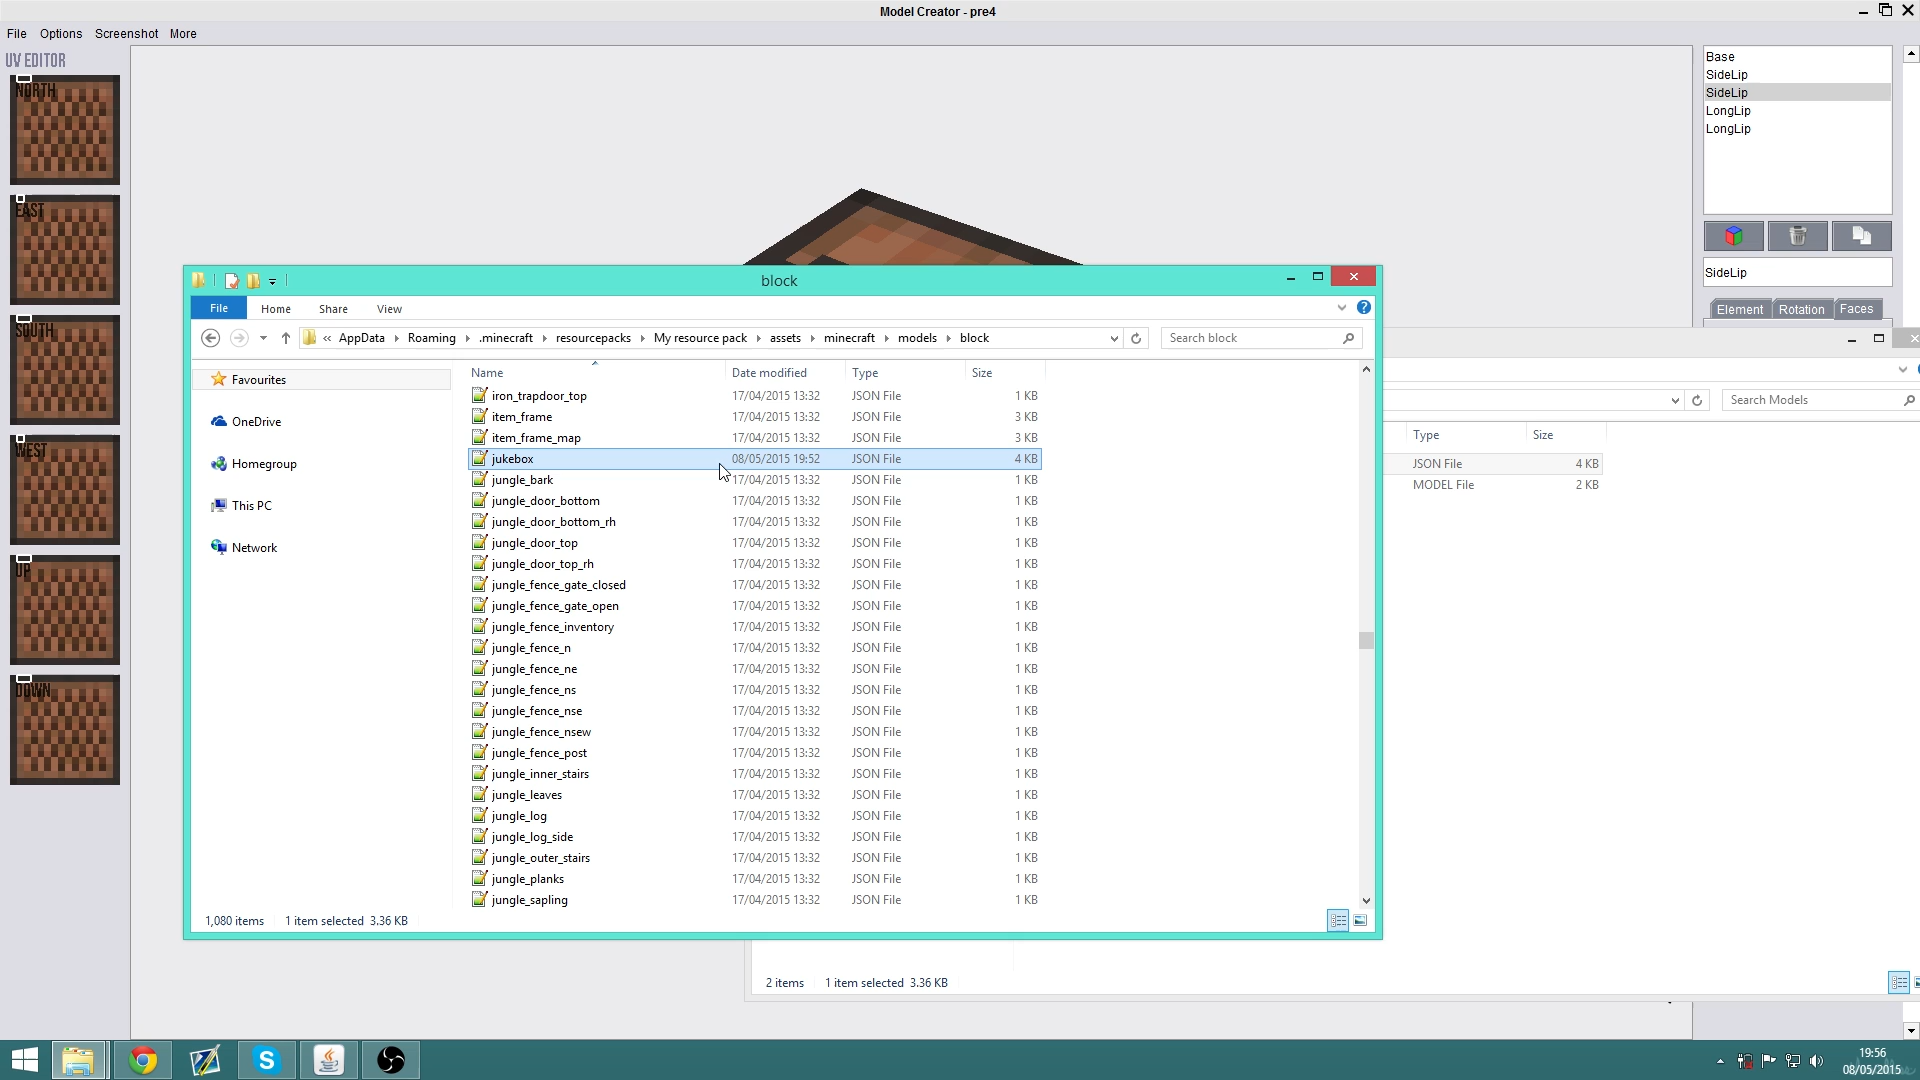 Model Creator - pre4
File Options Screenshot More
UV EDITOR
NORTH
EAST
SOUTH
WEST
UP
DOWN
Base
SideLip
SideLip
LongLip
LongLip
SideLip
Element Rotation Faces
block
File Home Share View
« AppData Roaming .minecraft resourcepacks My resource pack assets minecraft models block
Search block
Favourites
OneDrive
Homegroup
This PC
Network
Name Date modified Type Size
iron_trapdoor_top 17/04/2015 13:32 JSON File 1 KB
item_frame 17/04/2015 13:32 JSON File 3 KB
item_frame_map 17/04/2015 13:32 JSON File 3 KB
jukebox 08/05/2015 19:52 JSON File 4 KB
jungle_bark 17/04/2015 13:32 JSON File 1 KB
jungle_door_bottom 17/04/2015 13:32 JSON File 1 KB
jungle_door_bottom_rh 17/04/2015 13:32 JSON File 1 KB
jungle_door_top 17/04/2015 13:32 JSON File 1 KB
jungle_door_top_rh 17/04/2015 13:32 JSON File 1 KB
jungle_fence_gate_closed 17/04/2015 13:32 JSON File 1 KB
jungle_fence_gate_open 17/04/2015 13:32 JSON File 1 KB
jungle_fence_inventory 17/04/2015 13:32 JSON File 1 KB
jungle_fence_n 17/04/2015 13:32 JSON File 1 KB
jungle_fence_ne 17/04/2015 13:32 JSON File 1 KB
jungle_fence_ns 17/04/2015 13:32 JSON File 1 KB
jungle_fence_nse 17/04/2015 13:32 JSON File 1 KB
jungle_fence_nsew 17/04/2015 13:32 JSON File 1 KB
jungle_fence_post 17/04/2015 13:32 JSON File 1 KB
jungle_inner_stairs 17/04/2015 13:32 JSON File 1 KB
jungle_leaves 17/04/2015 13:32 JSON File 1 KB
jungle_log 17/04/2015 13:32 JSON File 1 KB
jungle_log_side 17/04/2015 13:32 JSON File 1 KB
jungle_outer_stairs 17/04/2015 13:32 JSON File 1 KB
jungle_planks 17/04/2015 13:32 JSON File 1 KB
jungle_sapling 17/04/2015 13:32 JSON File 1 KB
1,080 items 1 item selected 3.36 KB
Search Models
Type Size
JSON File 4 KB
MODEL File 2 KB
2 items 1 item selected 3.36 KB
19:56
08/05/2015